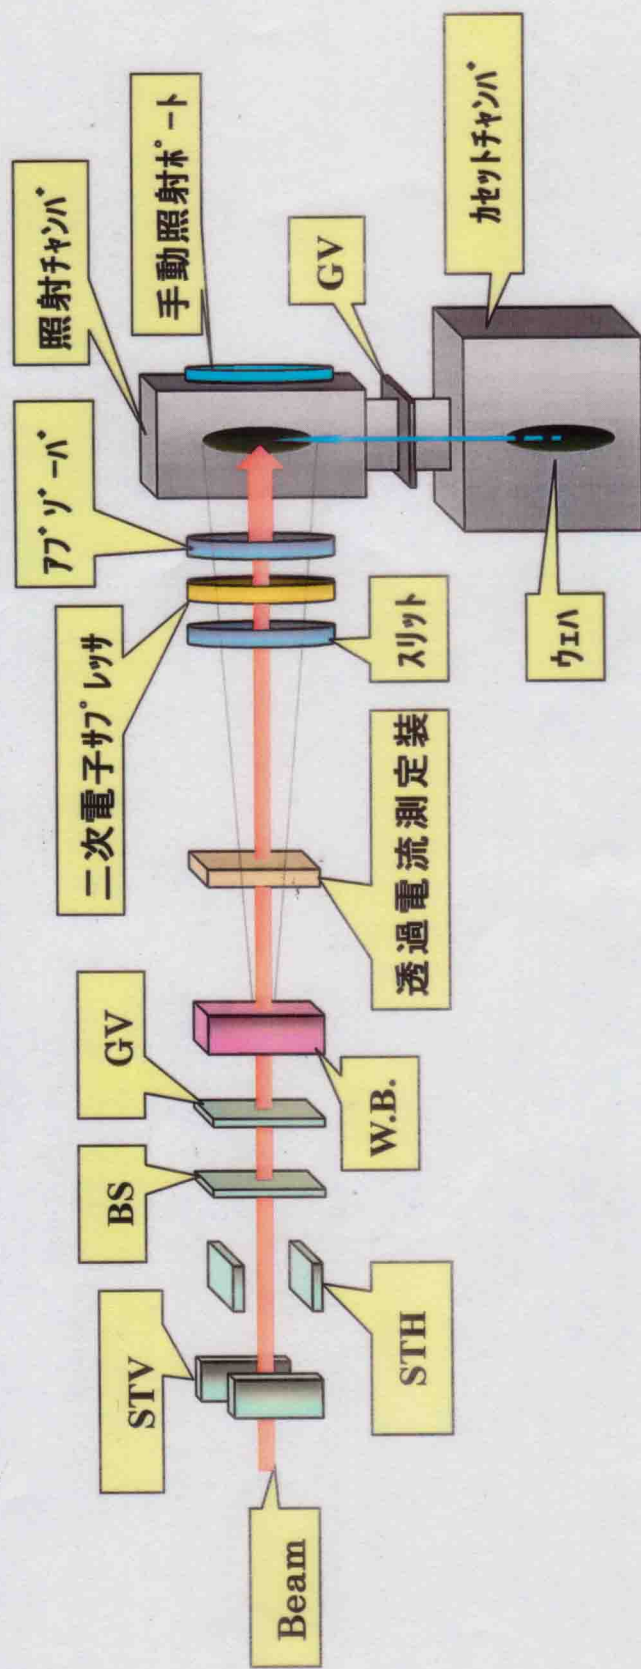 Beam
STV
STH
BS
GV
W.B.
透過電流測定装
二次電子サプレッサ
スリット
アブソーバ
照射チャンバ
手動照射ポート
GV
ウェハ
カセットチャンバ